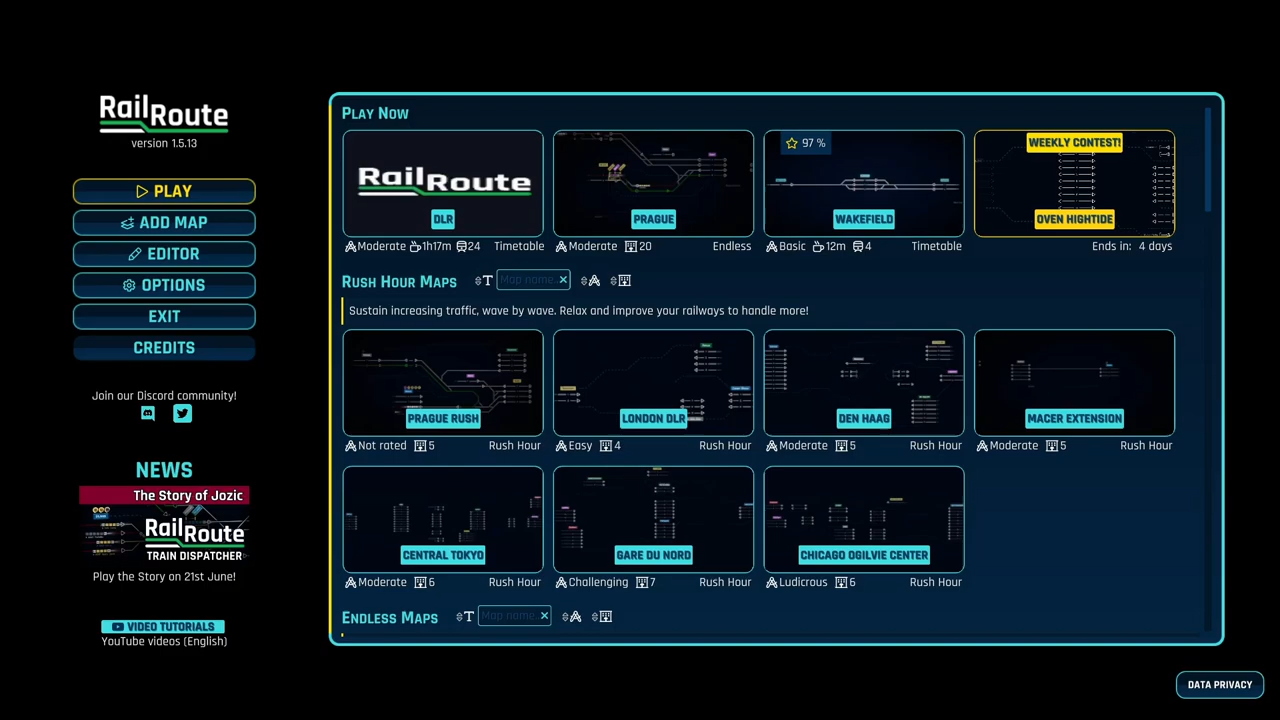 RailRoute
version 1.5.13
PLAY
ADD MAP
EDITOR
OPTIONS
EXIT
CREDITS
Join our Discord community!
NEWS
The Story of Jozic
RailRoute
TRAIN DISPATCHER
Play the Story on 21st June!
VIDEO TUTORIALS
YouTube videos (English)
PLAY NOW
RailRoute
DLR
Moderate 1h17m 24 Timetable
PRAGUE
Moderate 20 Endless
97 %
WAKEFIELD
Basic 12m 4 Timetable
WEEKLY CONTEST!
OVEN HIGHTIDE
Ends in: 4 days
RUSH HOUR MAPS T Map name...
Sustain increasing traffic, wave by wave. Relax and improve your railways to handle more!
PRAGUE RUSH
Not rated 5 Rush Hour
LONDON DLR
Easy 4 Rush Hour
DEN HAAG
Moderate 5 Rush Hour
MACER EXTENSION
Moderate 5 Rush Hour
CENTRAL TOKYO
Moderate 6 Rush Hour
GARE DU NORD
Challenging 7 Rush Hour
CHICAGO OGILVIE CENTER
Ludicrous 6 Rush Hour
ENDLESS MAPS T Map name...
DATA PRIVACY